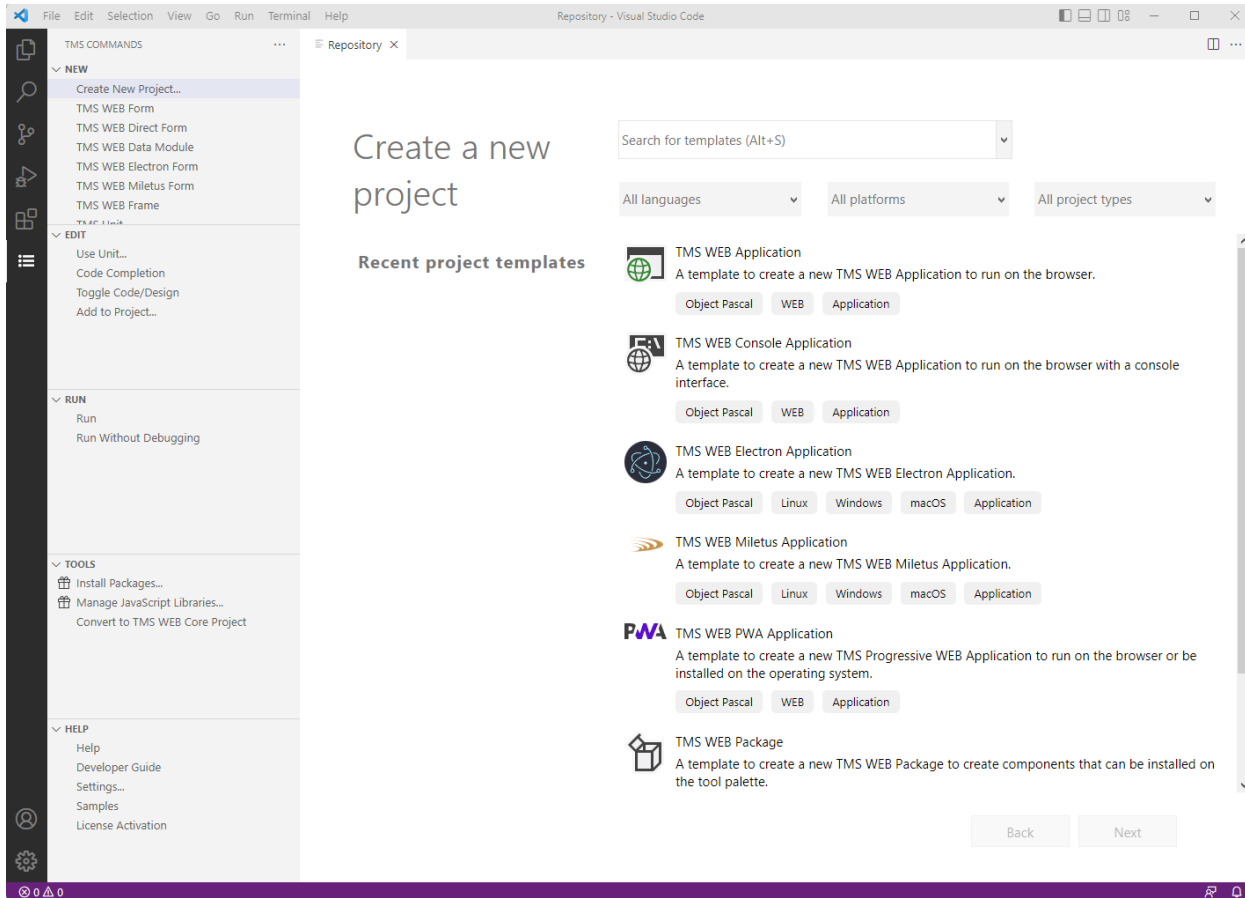 File Edit Selection View Go Run Terminal Help
Repository - Visual Studio Code
TMS COMMANDS
Repository
NEW
Create New Project...
TMS WEB Form
TMS WEB Direct Form
TMS WEB Data Module
TMS WEB Electron Form
TMS WEB Miletus Form
TMS WEB Frame
TMS Unit
EDIT
Use Unit...
Code Completion
Toggle Code/Design
Add to Project...
RUN
Run
Run Without Debugging
TOOLS
Install Packages...
Manage JavaScript Libraries...
Convert to TMS WEB Core Project
HELP
Help
Developer Guide
Settings...
Samples
License Activation
Create a new
project
Recent project templates
Search for templates (Alt+S)
All languages
All platforms
All project types
TMS WEB Application
A template to create a new TMS WEB Application to run on the browser.
Object Pascal WEB Application
TMS WEB Console Application
A template to create a new TMS WEB Application to run on the browser with a console
interface.
Object Pascal WEB Application
TMS WEB Electron Application
A template to create a new TMS WEB Electron Application.
Object Pascal Linux Windows macOS Application
TMS WEB Miletus Application
A template to create a new TMS WEB Miletus Application.
Object Pascal Linux Windows macOS Application
PWA
TMS WEB PWA Application
A template to create a new TMS Progressive WEB Application to run on the browser or be
installed on the operating system.
Object Pascal WEB Application
TMS WEB Package
A template to create a new TMS WEB Package to create components that can be installed on
the tool palette.
Back
Next
0 0